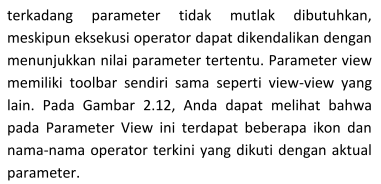 terkadang parameter tidak mutlak dibutuhkan,
meskipun eksekusi operator dapat dikendalikan dengan
menunjukkan nilai parameter tertentu. Parameter view
memiliki toolbar sendiri sama seperti view-view yang
lain. Pada Gambar 2.12, Anda dapat melihat bahwa
pada Parameter View ini terdapat beberapa ikon dan
nama-nama operator terkini yang dikuti dengan aktual
parameter.